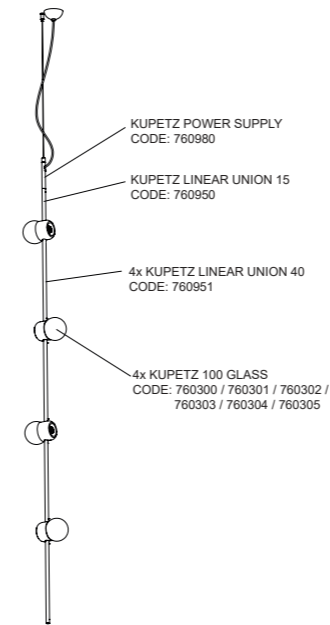 KUPETZ POWER SUPPLY
CODE: 760980
KUPETZ LINEAR UNION 15
CODE: 760950
4x KUPETZ LINEAR UNION 40
CODE: 760951
4x KUPETZ 100 GLASS
CODE: 760300 / 760301 / 760302 /
760303 / 760304 / 760305